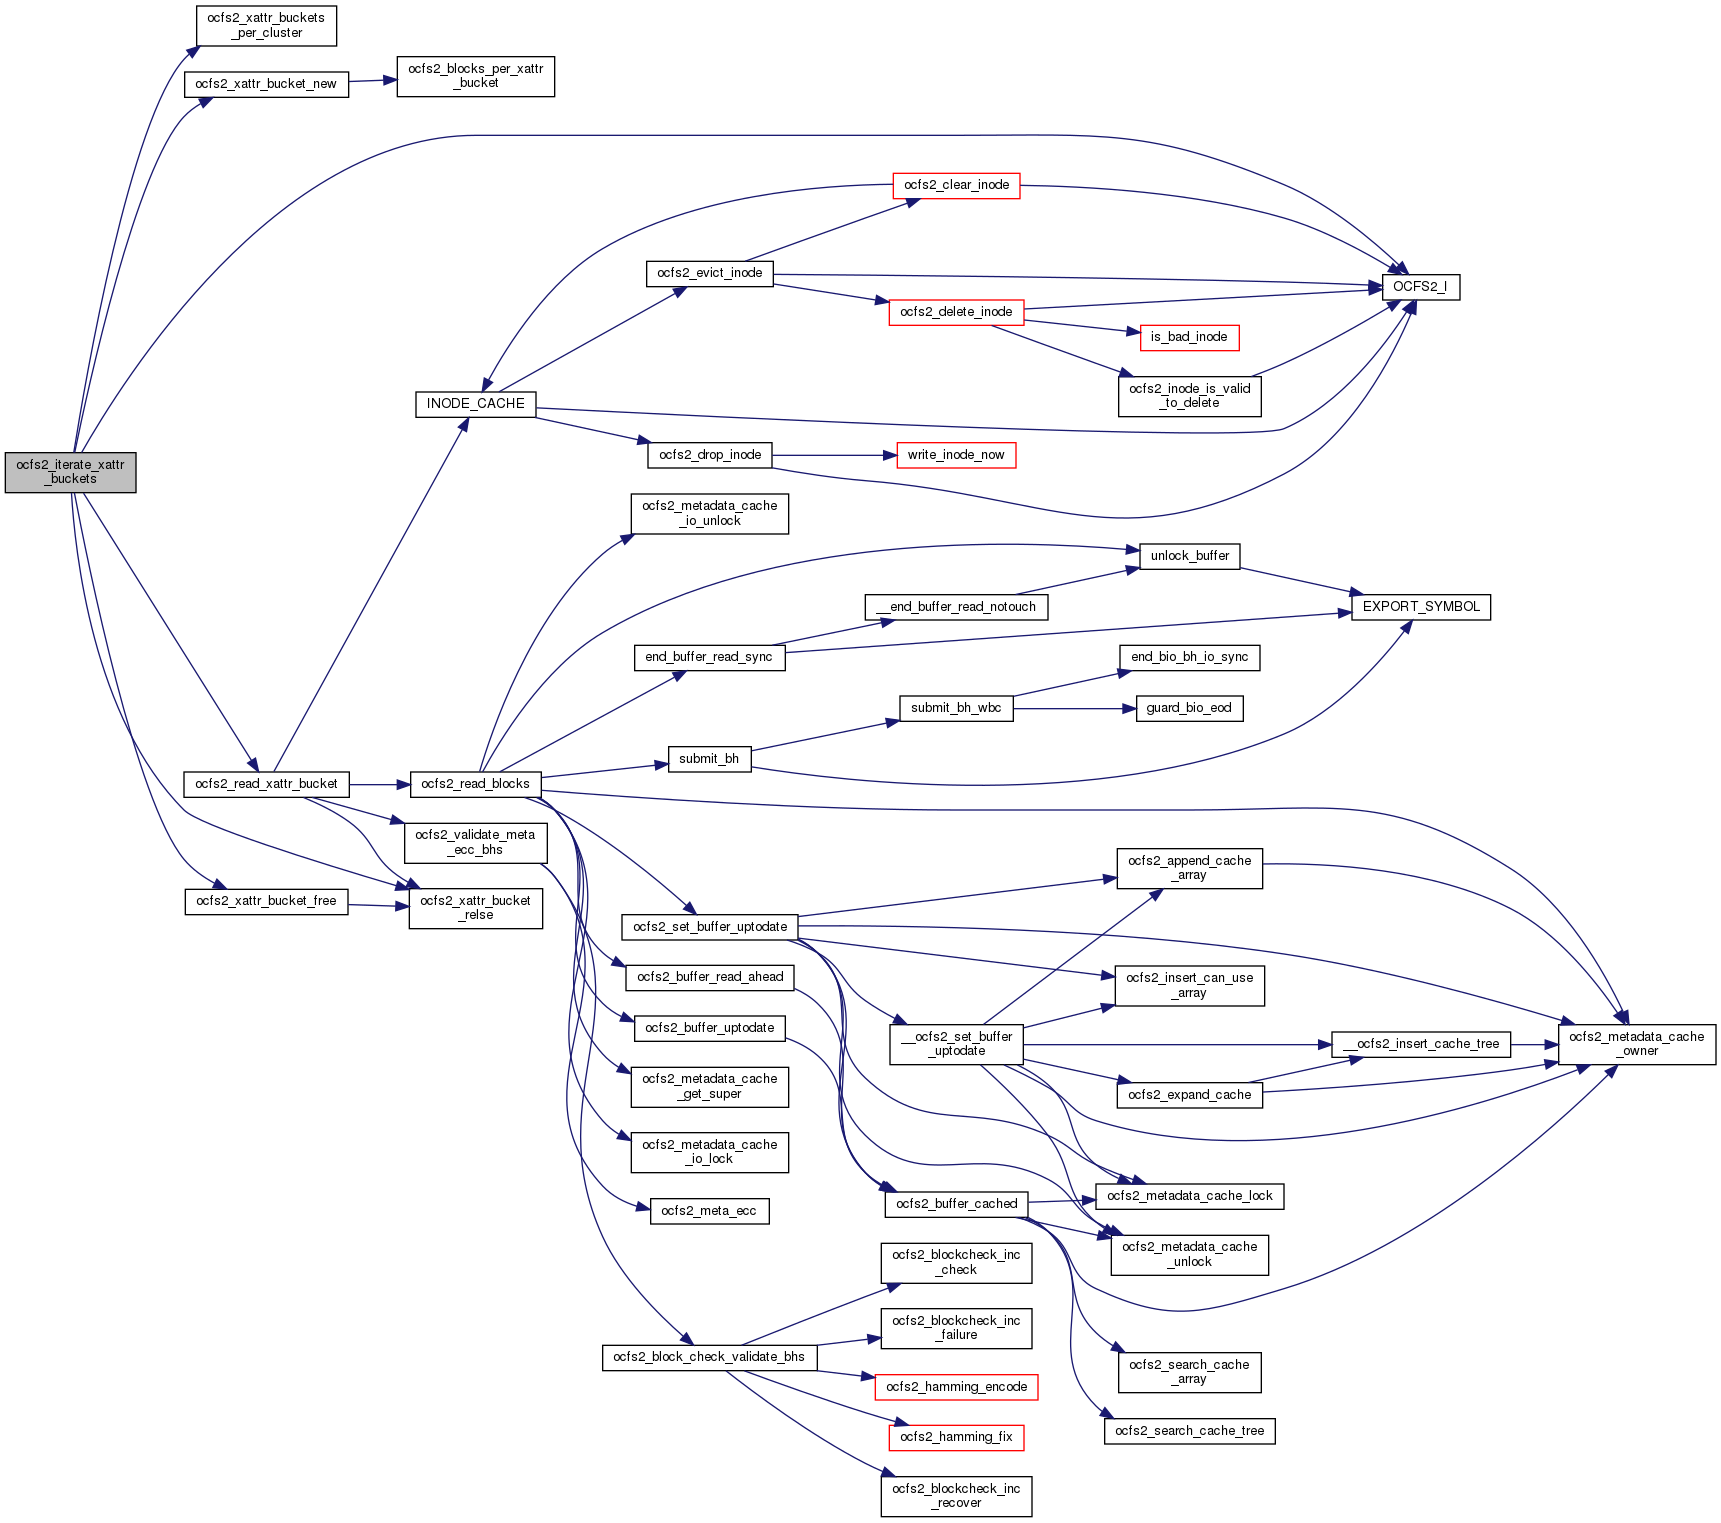 ocfs2_xattr_buckets
_per_cluster
ocfs2_xattr_bucket_new
ocfs2_blocks_per_xattr
_bucket
ocfs2_clear_inode
ocfs2_evict_inode
OCFS2_I
ocfs2_delete_inode
is_bad_inode
ocfs2_inode_is_valid
_to_delete
INODE_CACHE
ocfs2_drop_inode
write_inode_now
ocfs2_iterate_xattr
_buckets
ocfs2_metadata_cache
_io_unlock
unlock_buffer
__end_buffer_read_notouch
EXPORT_SYMBOL
end_buffer_read_sync
end_bio_bh_io_sync
submit_bh_wbc
guard_bio_eod
submit_bh
ocfs2_read_xattr_bucket
ocfs2_read_blocks
ocfs2_validate_meta
_ecc_bhs
ocfs2_append_cache
_array
ocfs2_xattr_bucket_free
ocfs2_xattr_bucket
_relse
ocfs2_set_buffer_uptodate
ocfs2_buffer_read_ahead
ocfs2_insert_can_use
_array
ocfs2_buffer_uptodate
__ocfs2_set_buffer
_uptodate
__ocfs2_insert_cache_tree
ocfs2_metadata_cache
_owner
ocfs2_metadata_cache
_get_super
ocfs2_expand_cache
ocfs2_metadata_cache
_io_lock
ocfs2_meta_ecc
ocfs2_buffer_cached
ocfs2_metadata_cache_lock
ocfs2_metadata_cache
_unlock
ocfs2_blockcheck_inc
_check
ocfs2_blockcheck_inc
_failure
ocfs2_block_check_validate_bhs
ocfs2_search_cache
_array
ocfs2_hamming_encode
ocfs2_search_cache_tree
ocfs2_hamming_fix
ocfs2_blockcheck_inc
_recover